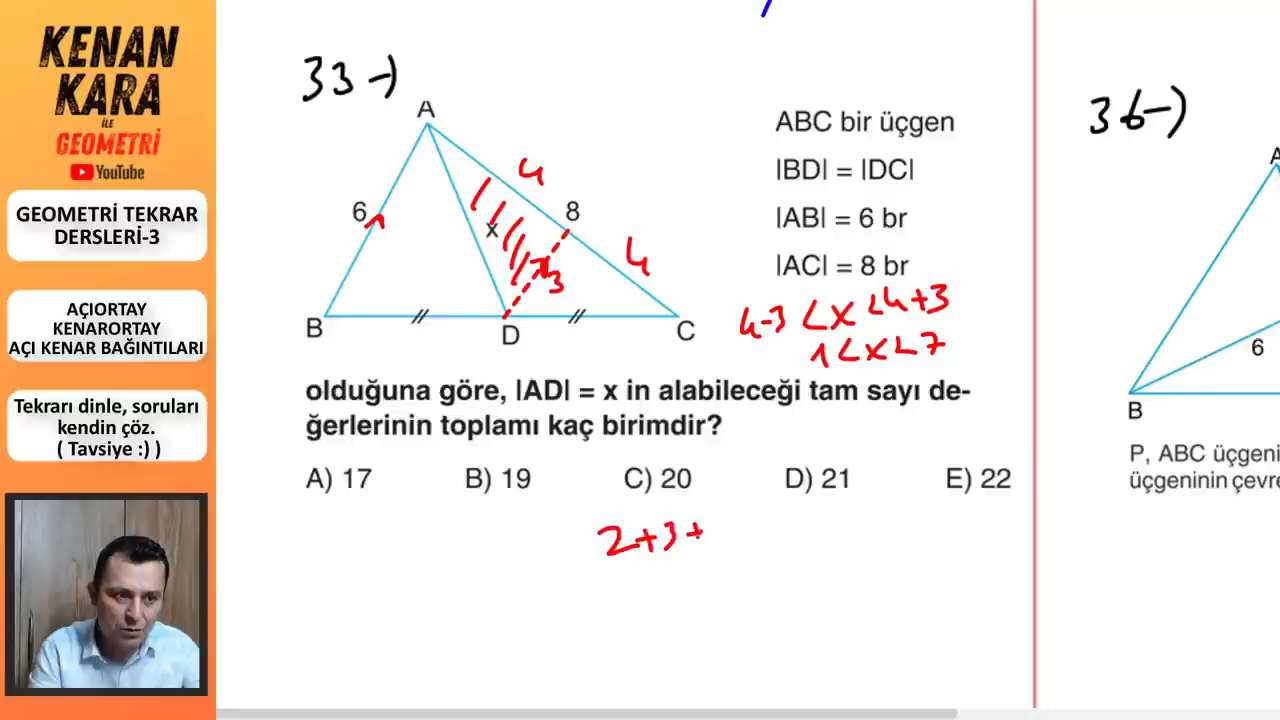 KENAN
KARA
İLE
GEOMETRİ
YouTube
GEOMETRİ TEKRAR
DERSLERİ-3
AÇIORTAY
KENARORTAY
AÇI KENAR BAĞINTILARI
Tekrarı dinle, soruları
kendin çöz.
( Tavsiye :) )
33-)
A
6
x
8
4
4
3
B
D
C
ABC bir üçgen
|BD| = |DC|
|AB| = 6 br
|AC| = 8 br
4-3 < x < 4+3
1 < x < 7
olduğuna göre, |AD| = x in alabileceği tam sayı de-
ğerlerinin toplamı kaç birimdir?
A) 17 B) 19 C) 20 D) 21 E) 22
2+3+
36-)
A
6
B
P, ABC üçgeni
üçgeninin çevre